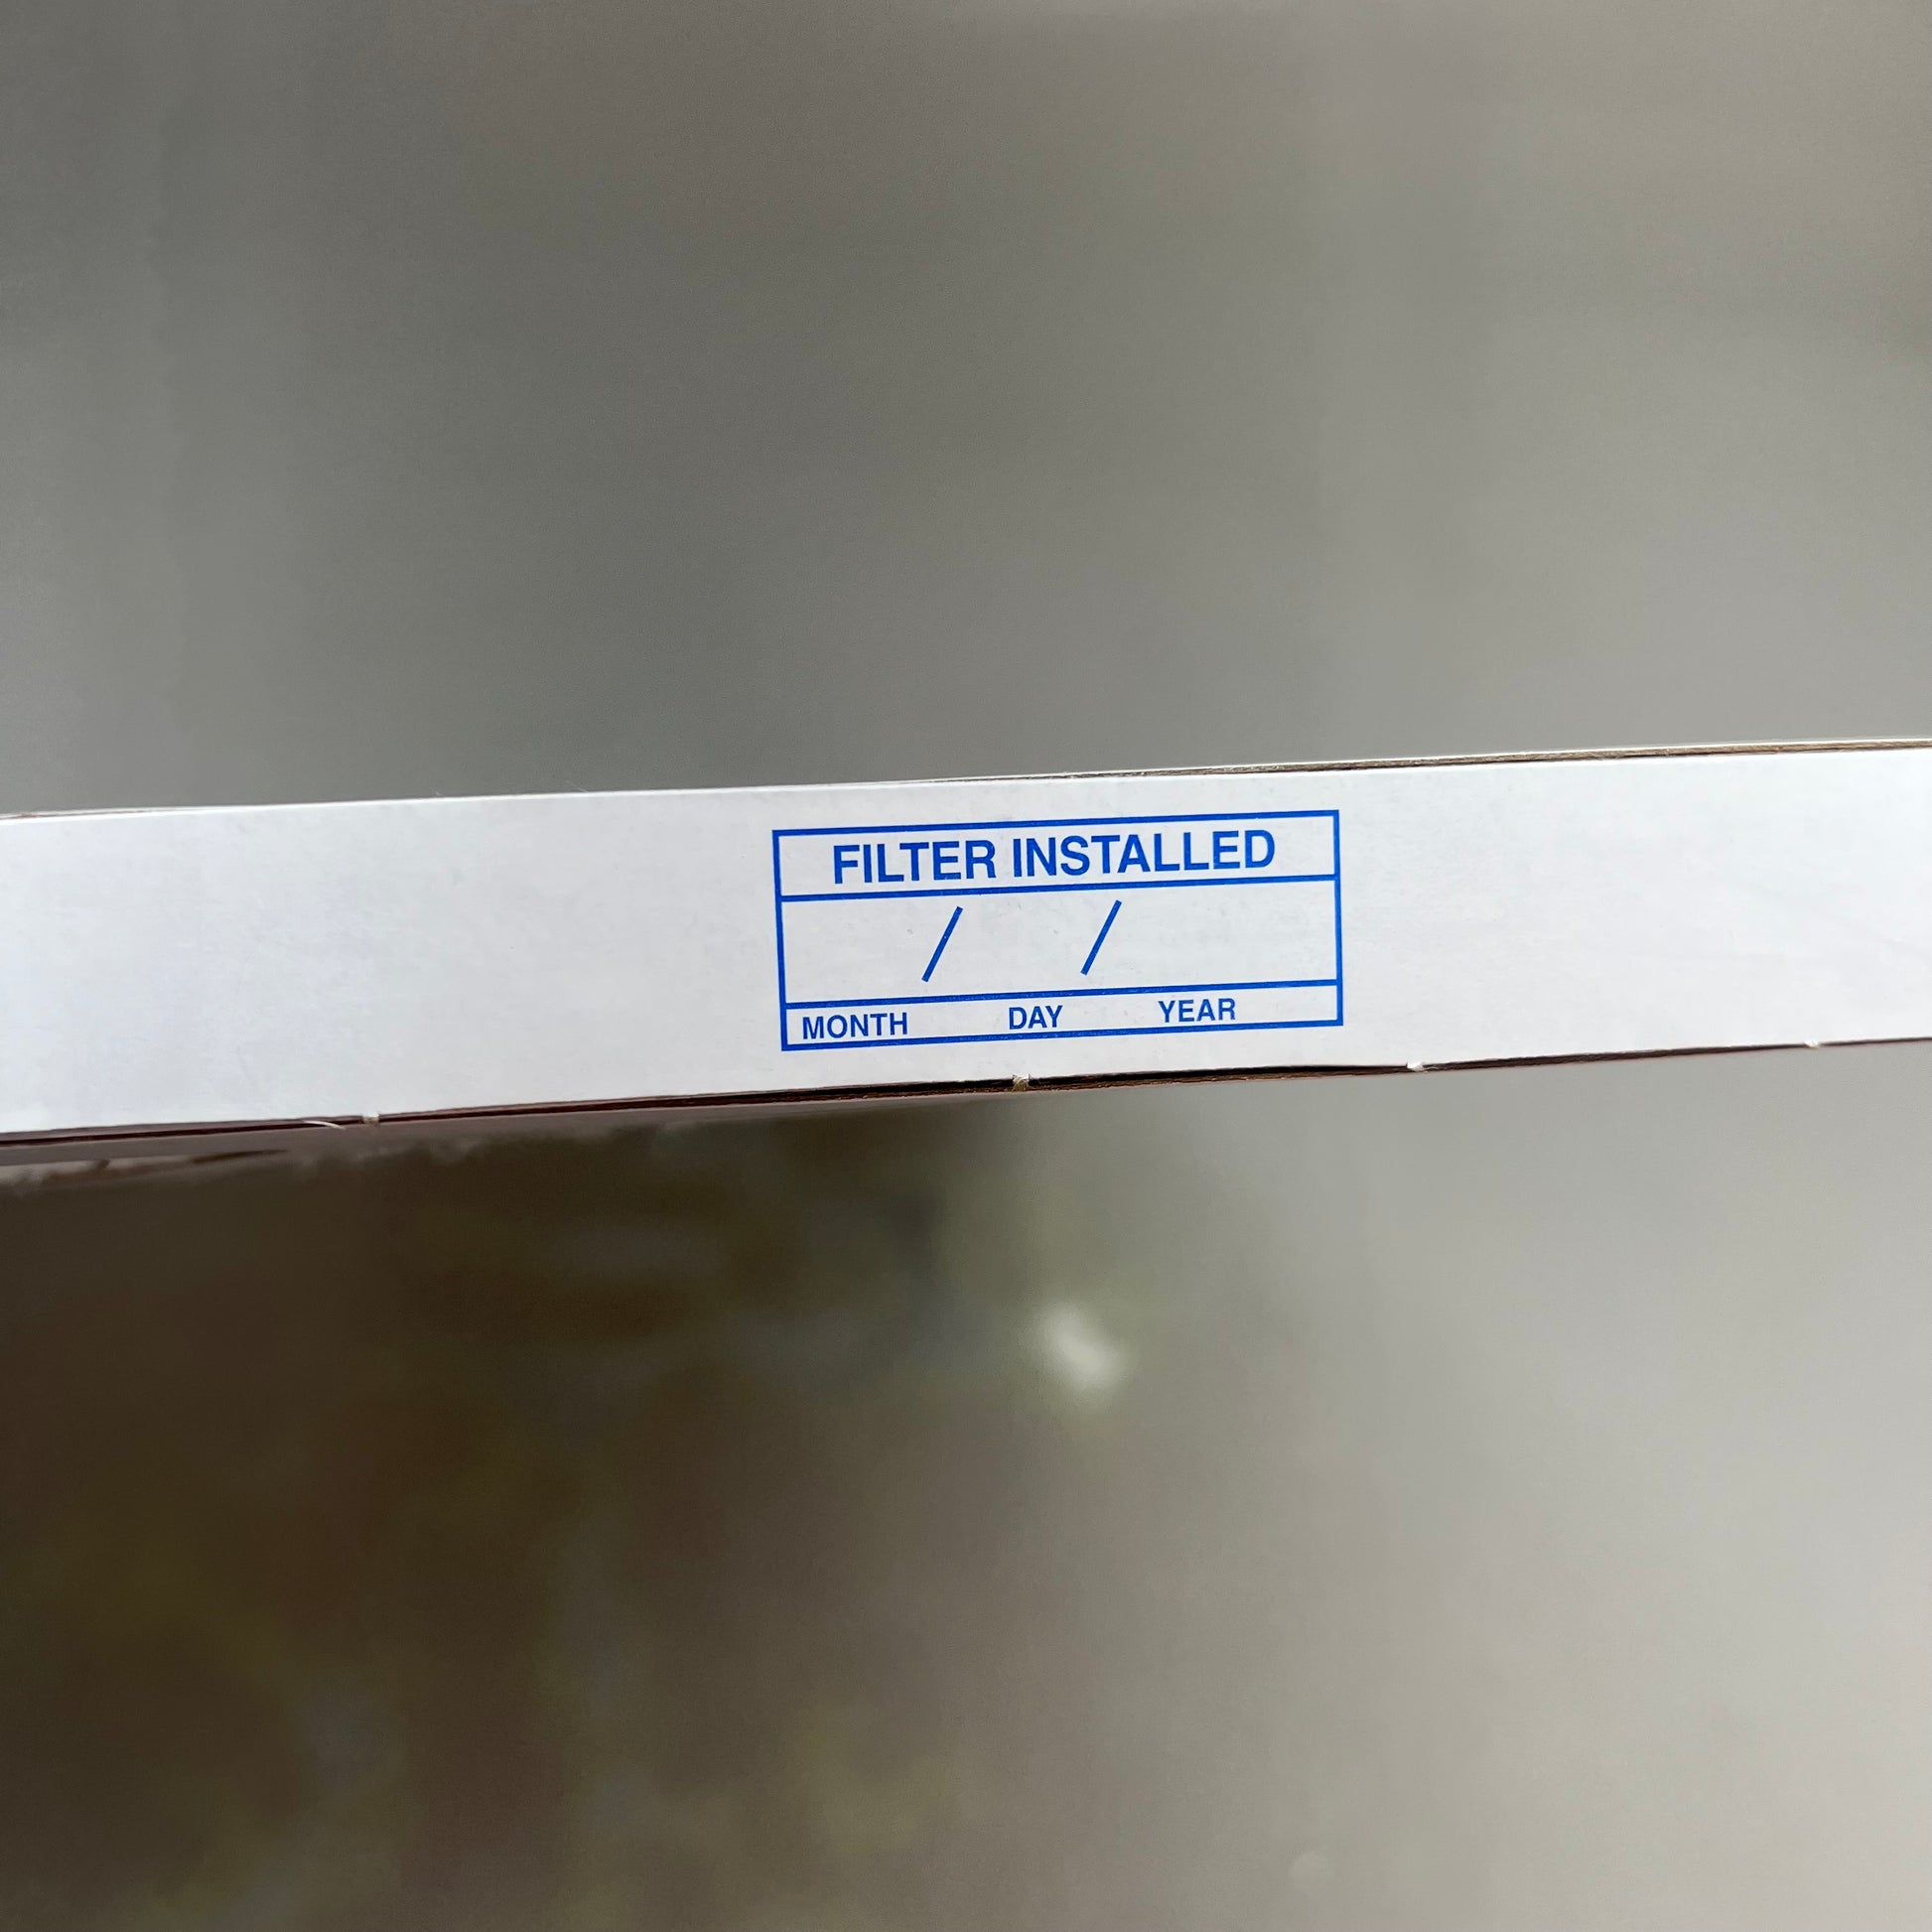 FILTER INSTALLED
/ /
MONTH DAY YEAR